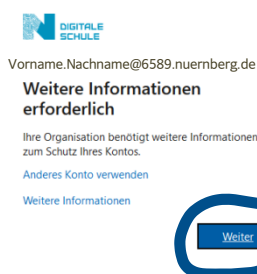 DIGITALE
SCHULE
Vorname.Nachname@6589.nuernberg.de
Weitere Informationen
erforderlich
Ihre Organisation benötigt weitere Informationen
zum Schutz Ihres Kontos.
Anderes Konto verwenden
Weitere Informationen
Weiter